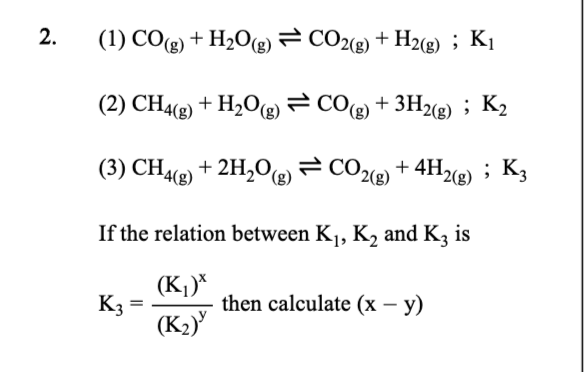 2. (1) CO(g) + H₂O(g) ⇌ CO₂(g) + H₂(g) ; K₁
(2) CH₄(g) + H₂O(g) ⇌ CO(g) + 3H₂(g) ; K₂
(3) CH₄(g) + 2H₂O(g) ⇌ CO₂(g) + 4H₂(g) ; K₃
If the relation between K₁, K₂ and K₃ is
K₃ = (K₁)ˣ / (K₂)ʸ then calculate (x – y)